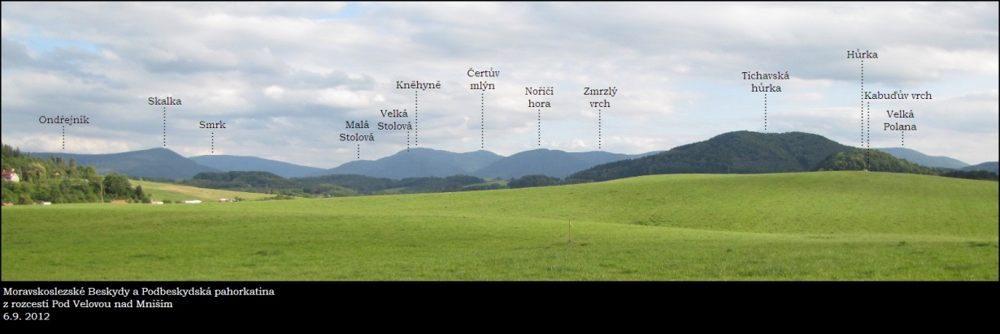 Ondřejník
Skalka
Smrk
Malá
Stolová
Velká
Stolová
Kněhyně
Čertův
mlýn
Noříčí
hora
Zmrzlý
vrch
Tichavská
hůrka
Hůrka
Kabuďův vrch
Velká
Polana
Moravskoslezské Beskydy a Podbeskydská pahorkatina
z rozcestí Pod Velovou nad Mniším
6.9. 2012